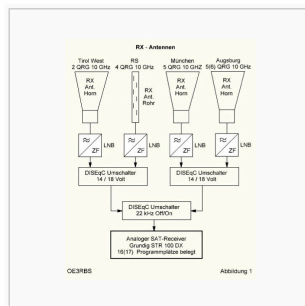 RX - Antennen
Tirol West RS München Augsburg
2 QRG 10 GHz 4 QRG 10 GHz 5 QRG 10 GHZ 5(6) QRG 10 GHz
RX Ant. Horn
RX Ant. Rohr
RX Ant. Horn
RX Ant. Horn
ZF LNB
ZF LNB
ZF LNB
ZF LNB
DISEqC Umschalter
14 / 18 Volt
DISEqC Umschalter
14 / 18 Volt
DISEqC Umschalter
22 kHz Off/On
Analoger SAT-Receiver
Grundig STR 100 DX
16(17) Programmplätze belegt
OE3RBS Abbildung 1